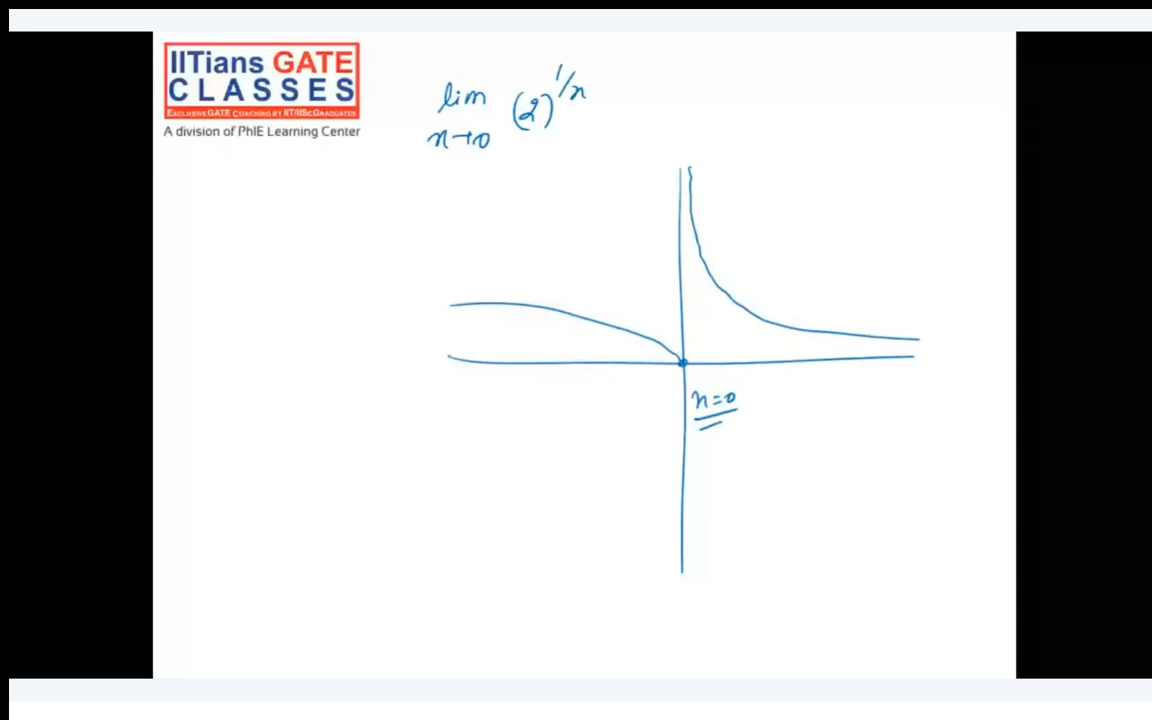 IITians GATE
CLASSES
EXCLUSIVE GATE COACHING BY IIT/IISC GRADUATES
A division of PhIE Learning Center
lim (2)^1/x
x→0
x=0